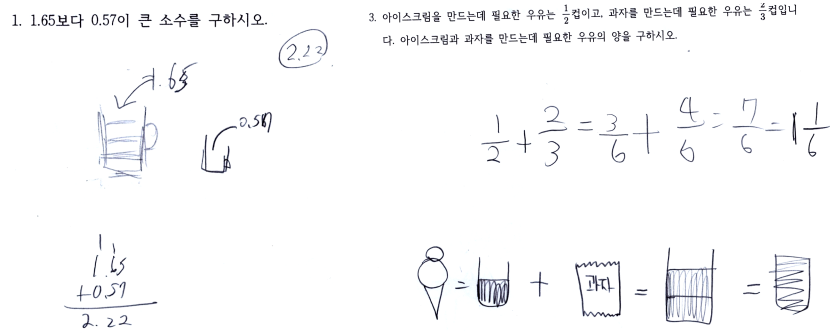 1. 1.65보다 0.57이 큰 소수를 구하시오.
2.22
1.65
0.57
1 1
1.65
+0.57
2.22
3. 아이스크림을 만드는데 필요한 우유는 1/2컵이고, 과자를 만드는데 필요한 우유는 2/3컵입니
다. 아이스크림과 과자를 만드는데 필요한 우유의 양을 구하시오.
1/2 + 2/3 = 3/6 + 4/6 = 7/6 = 1 1/6
= + 과자 = =